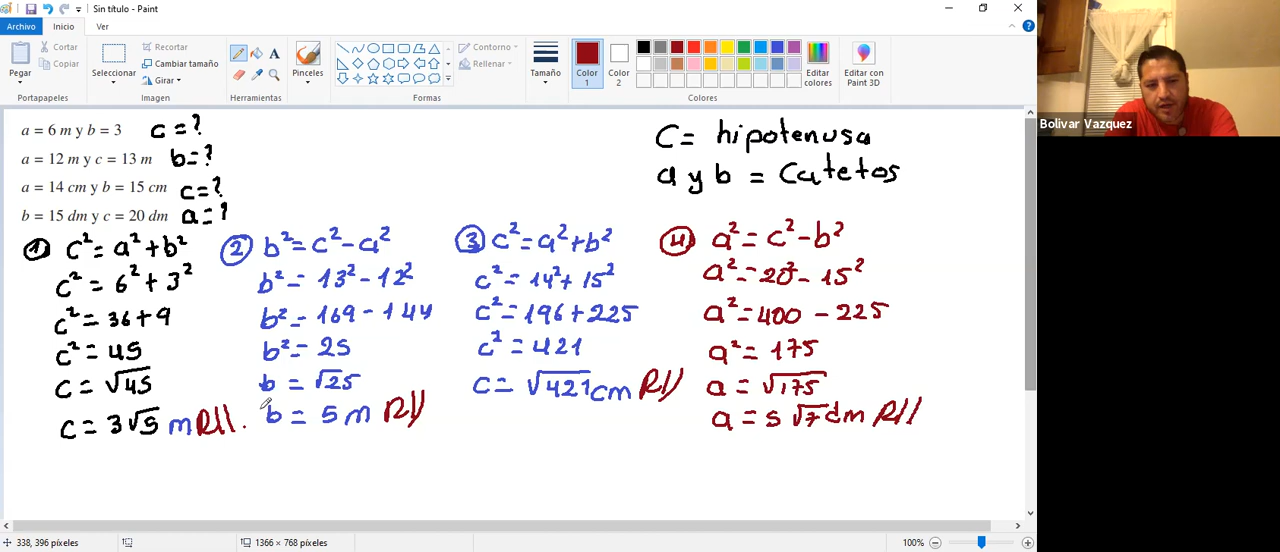 Sin título - Paint
Archivo Inicio Ver
Pegar
Cortar
Copiar
Portapapeles
Seleccionar
Recortar
Cambiar tamaño
Girar
Imagen
Herramientas
Pinceles
Contorno
Rellenar
Formas
Tamaño
Color 1
Color 2
Editar colores
Editar con Paint 3D
Colores
Bolivar Vazquez
a = 6 m y b = 3 c = ?
a = 12 m y c = 13 m b = ?
a = 14 cm y b = 15 cm c = ?
b = 15 dm y c = 20 dm a = ?
C = hipotenusa
a y b = Catetos
1 c² = a² + b²
c² = 6² + 3²
c² = 36 + 9
c² = 45
c = √45
c = 3√5 m R//.
2 b² = c² - a²
b² = 13² - 12²
b² = 169 - 144
b² = 25
b = √25
b = 5 m R//
3 c² = a² + b²
c² = 14² + 15²
c² = 196 + 225
c² = 421
c = √421 cm R//
4 a² = c² - b²
a² = 20² - 15²
a² = 400 - 225
a² = 175
a = √175
a = 5 √7 dm R//
338, 396 píxeles
1366 × 768 píxeles
100%